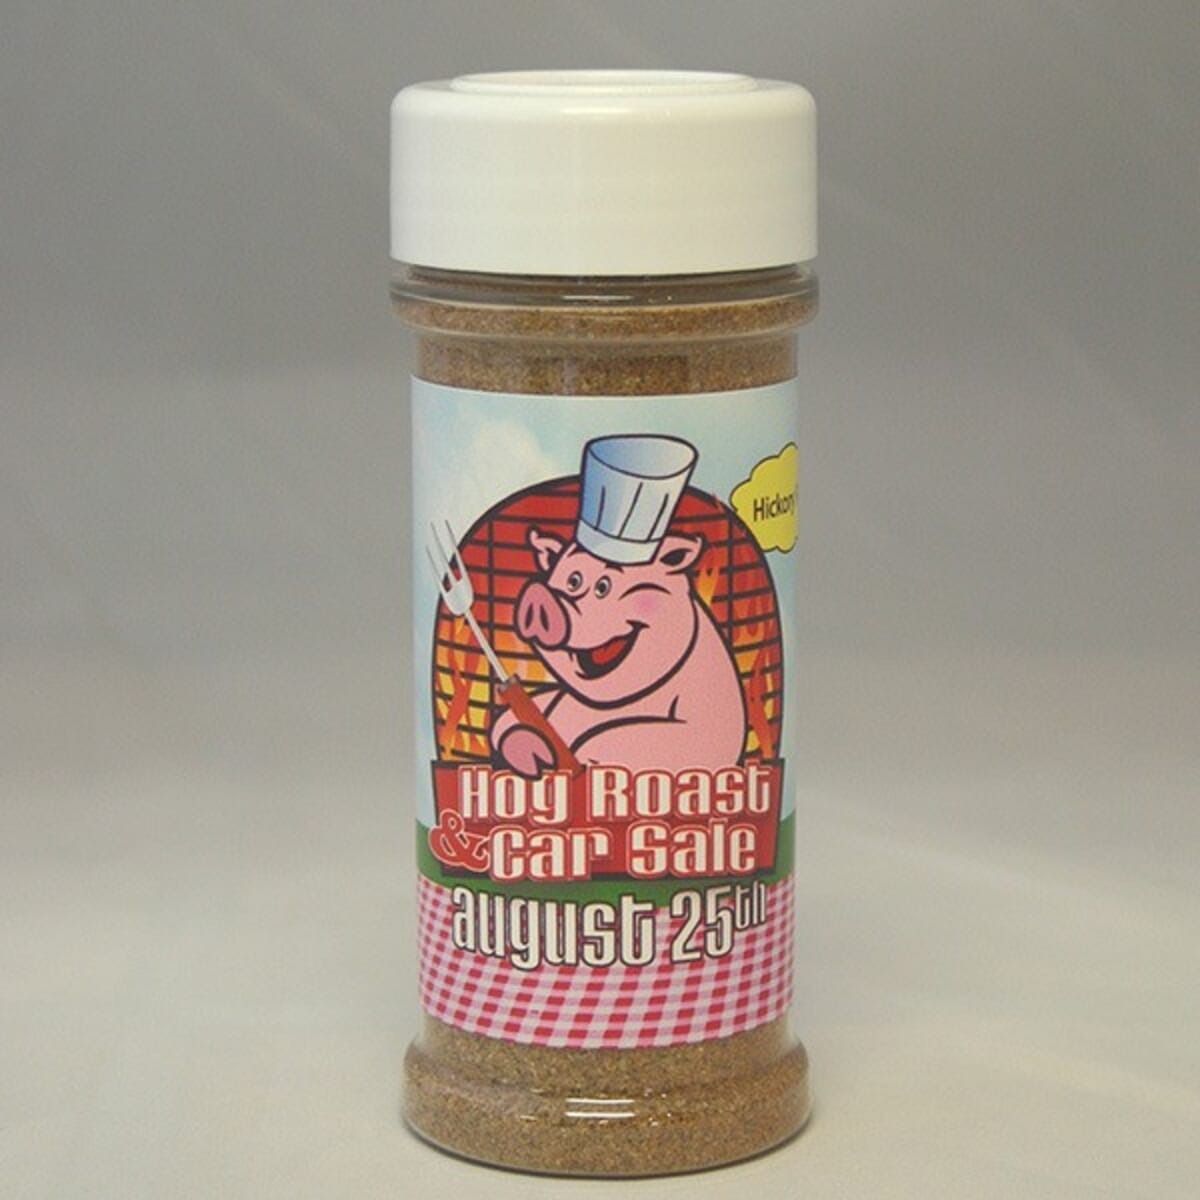 Hickory
Hog Roast
& Car Sale
august 25th